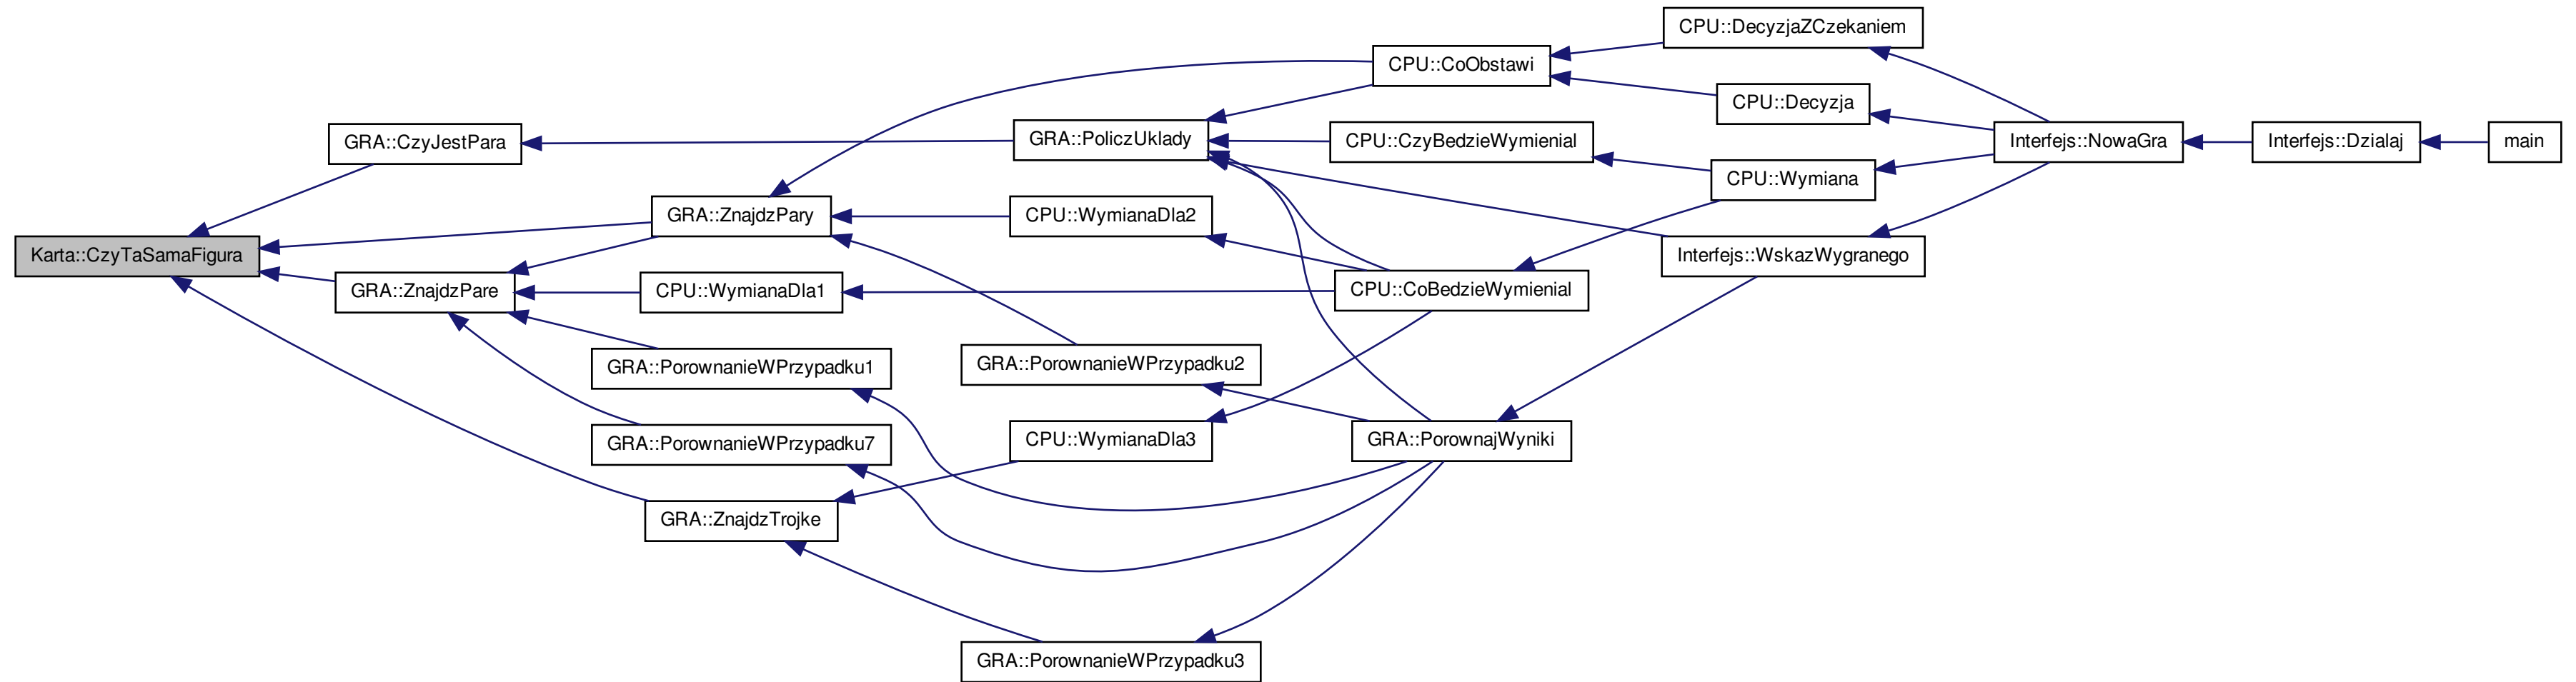 CPU::DecyzjaZCzekaniem
CPU::CoObstawi
CPU::Decyzja
GRA::CzyJestPara
GRA::PoliczUklady
CPU::CzyBedzieWymienial
Interfejs::NowaGra
Interfejs::Dzialaj
main
CPU::Wymiana
GRA::ZnajdzPary
CPU::WymianaDla2
Karta::CzyTaSamaFigura
Interfejs::WskazWygranego
GRA::ZnajdzPare
CPU::WymianaDla1
CPU::CoBedzieWymienial
GRA::PorownanieWPrzypadku1
GRA::PorownanieWPrzypadku2
GRA::PorownanieWPrzypadku7
CPU::WymianaDla3
GRA::PorownajWyniki
GRA::ZnajdzTrojke
GRA::PorownanieWPrzypadku3